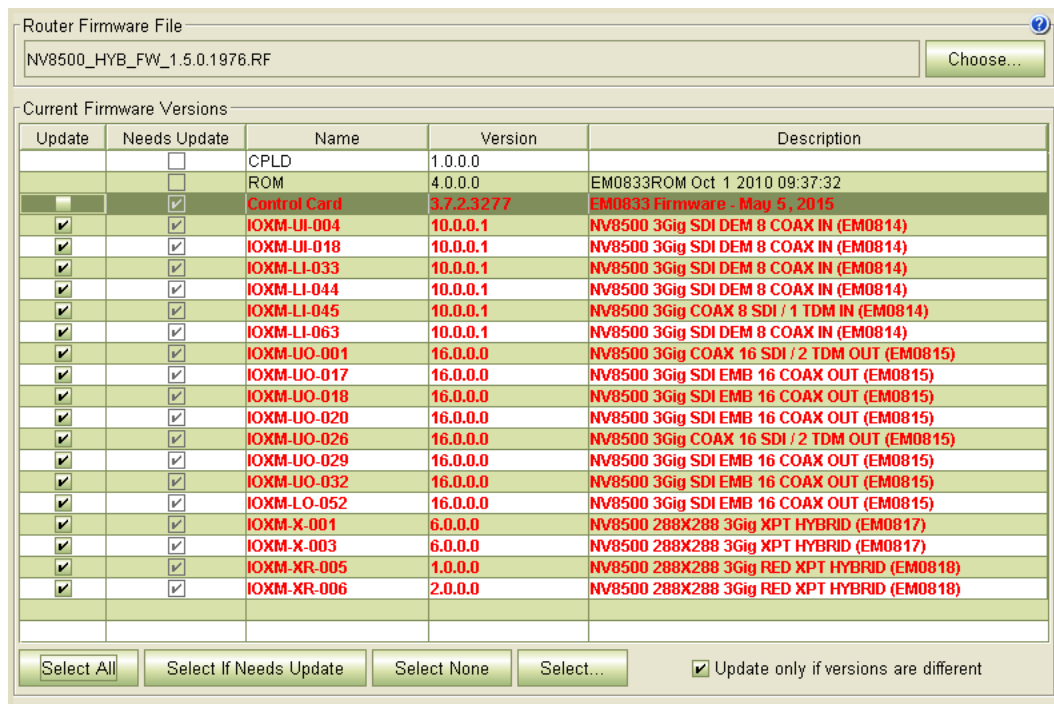 Router Firmware File
NV8500_HYB_FW_1.5.0.1976.RF Choose...
Current Firmware Versions
Update Needs Update Name Version Description
CPLD 1.0.0.0
ROM 4.0.0.0 EM0833ROM Oct 1 2010 09:37:32
Control Card 3.7.2.3277 EM0833 Firmware - May 5, 2015
IOXM-UI-004 10.0.0.1 NV8500 3Gig SDI DEM 8 COAX IN (EM0814)
IOXM-UI-018 10.0.0.1 NV8500 3Gig SDI DEM 8 COAX IN (EM0814)
IOXM-LI-033 10.0.0.1 NV8500 3Gig SDI DEM 8 COAX IN (EM0814)
IOXM-LI-044 10.0.0.1 NV8500 3Gig SDI DEM 8 COAX IN (EM0814)
IOXM-LI-045 10.0.0.1 NV8500 3Gig COAX 8 SDI / 1 TDM IN (EM0814)
IOXM-LI-063 10.0.0.1 NV8500 3Gig SDI DEM 8 COAX IN (EM0814)
IOXM-UO-001 16.0.0.0 NV8500 3Gig COAX 16 SDI / 2 TDM OUT (EM0815)
IOXM-UO-017 16.0.0.0 NV8500 3Gig SDI EMB 16 COAX OUT (EM0815)
IOXM-UO-018 16.0.0.0 NV8500 3Gig SDI EMB 16 COAX OUT (EM0815)
IOXM-UO-020 16.0.0.0 NV8500 3Gig SDI EMB 16 COAX OUT (EM0815)
IOXM-UO-026 16.0.0.0 NV8500 3Gig COAX 16 SDI / 2 TDM OUT (EM0815)
IOXM-UO-029 16.0.0.0 NV8500 3Gig SDI EMB 16 COAX OUT (EM0815)
IOXM-UO-032 16.0.0.0 NV8500 3Gig SDI EMB 16 COAX OUT (EM0815)
IOXM-LO-052 16.0.0.0 NV8500 3Gig SDI EMB 16 COAX OUT (EM0815)
IOXM-X-001 6.0.0.0 NV8500 288X288 3Gig XPT HYBRID (EM0817)
IOXM-X-003 6.0.0.0 NV8500 288X288 3Gig XPT HYBRID (EM0817)
IOXM-XR-005 1.0.0.0 NV8500 288X288 3Gig RED XPT HYBRID (EM0818)
IOXM-XR-006 2.0.0.0 NV8500 288X288 3Gig RED XPT HYBRID (EM0818)
Select All Select If Needs Update Select None Select... Update only if versions are different